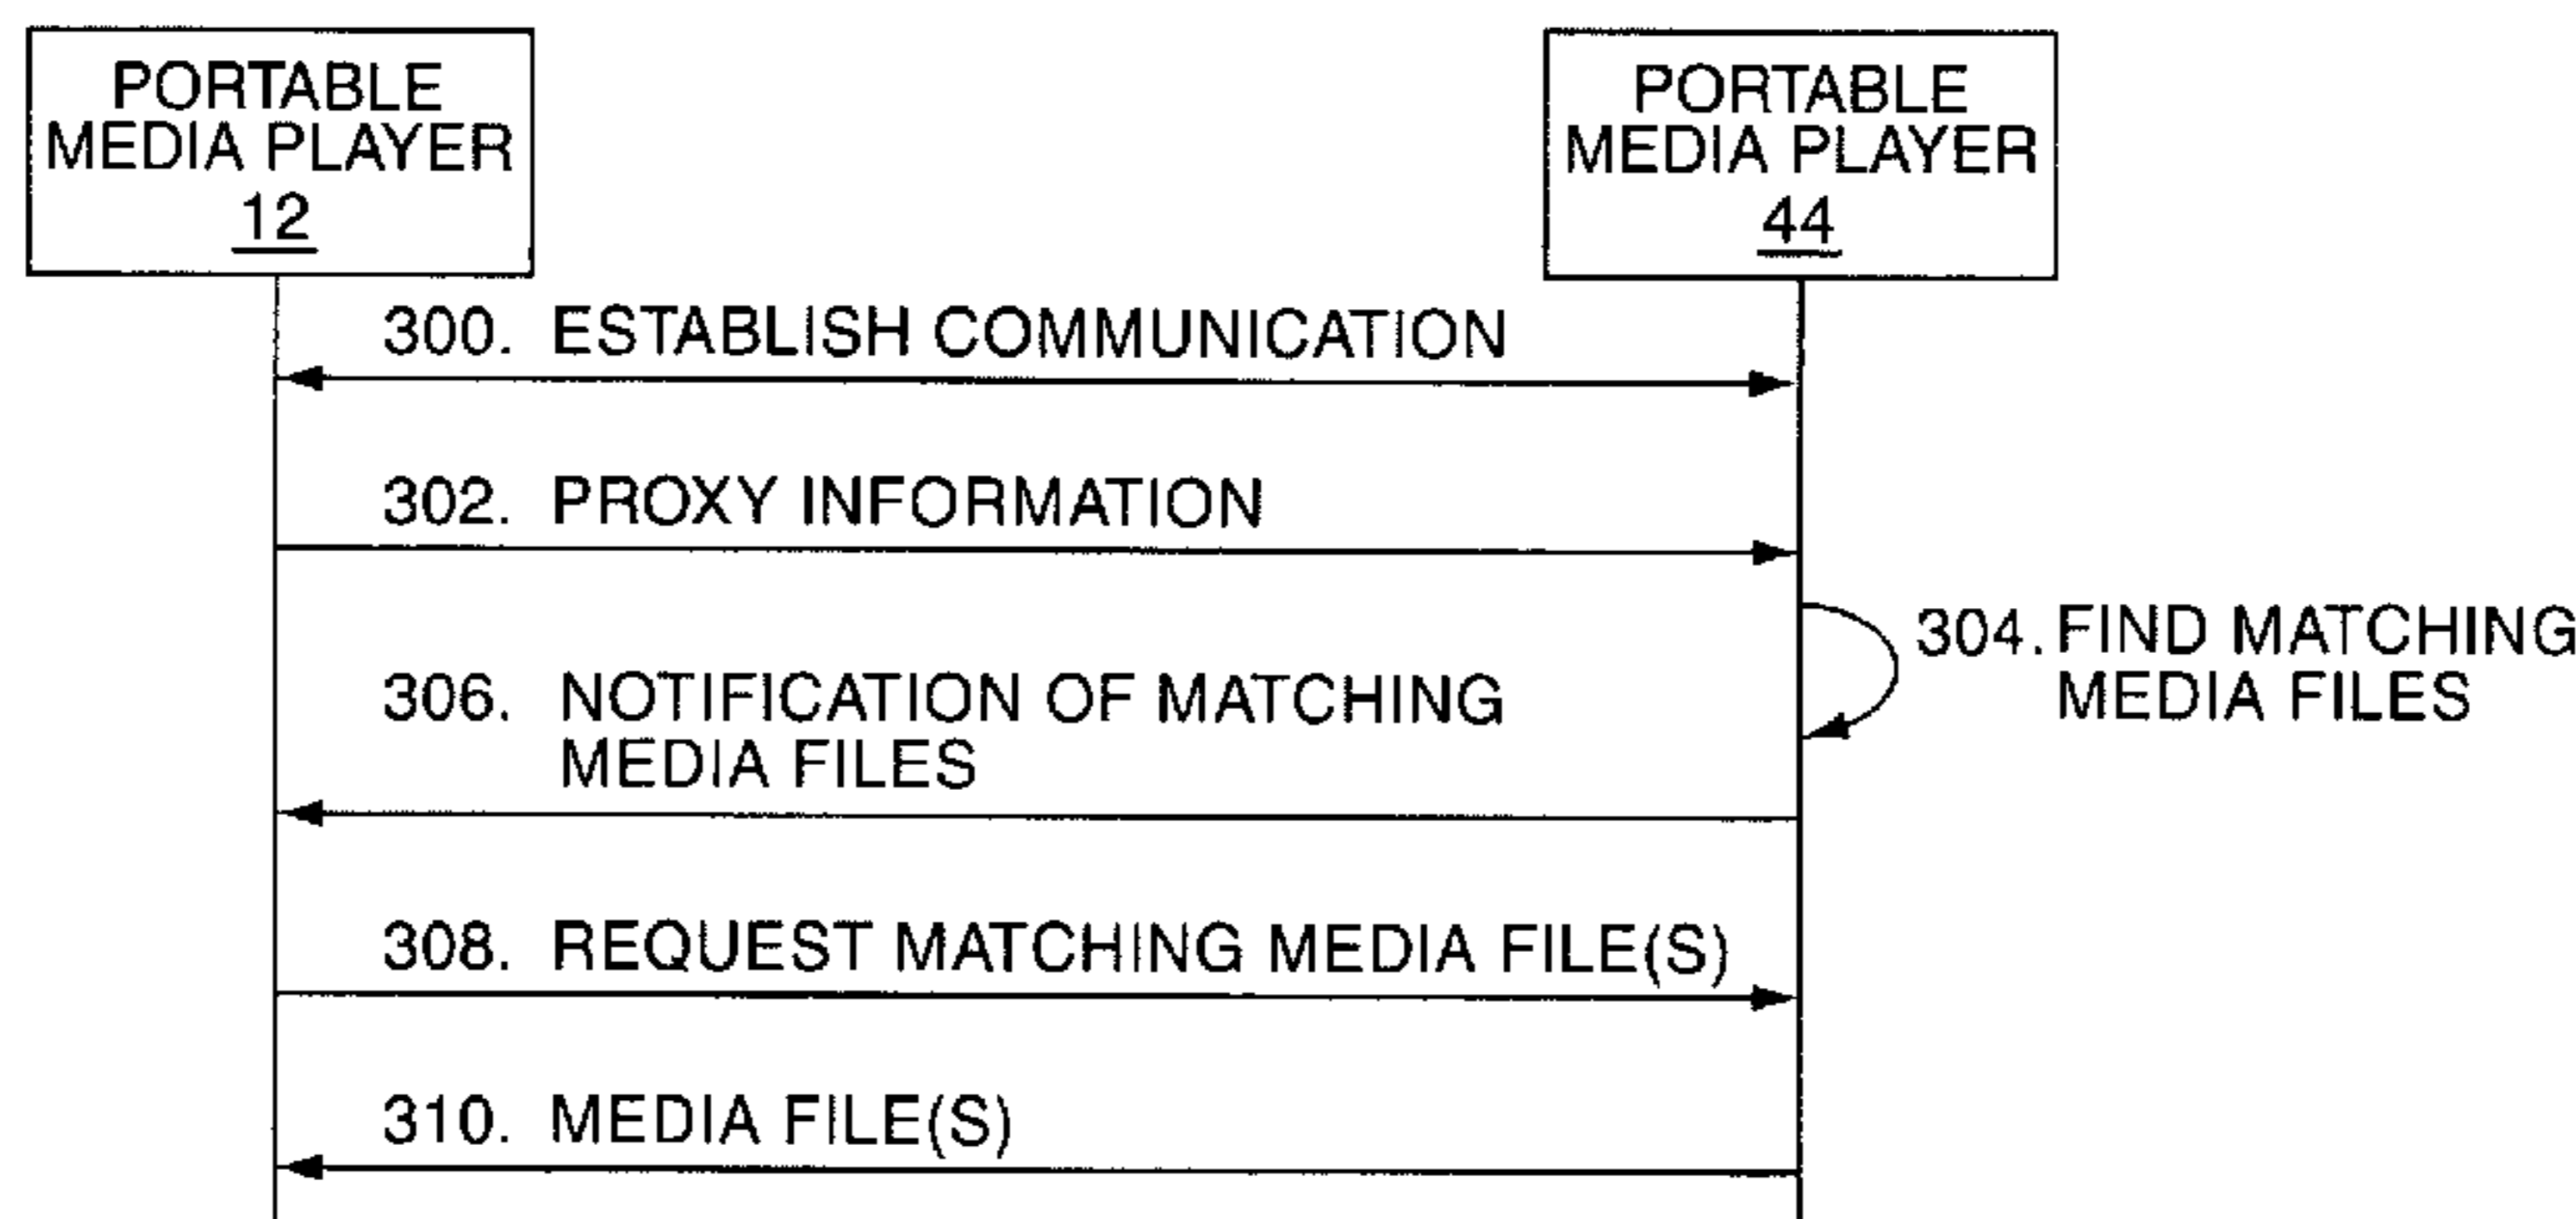 PORTABLE
MEDIA PLAYER
12
PORTABLE
MEDIA PLAYER
44
300. ESTABLISH COMMUNICATION
302. PROXY INFORMATION
304. FIND MATCHING
MEDIA FILES
306. NOTIFICATION OF MATCHING
MEDIA FILES
308. REQUEST MATCHING MEDIA FILE(S)
310. MEDIA FILE(S)